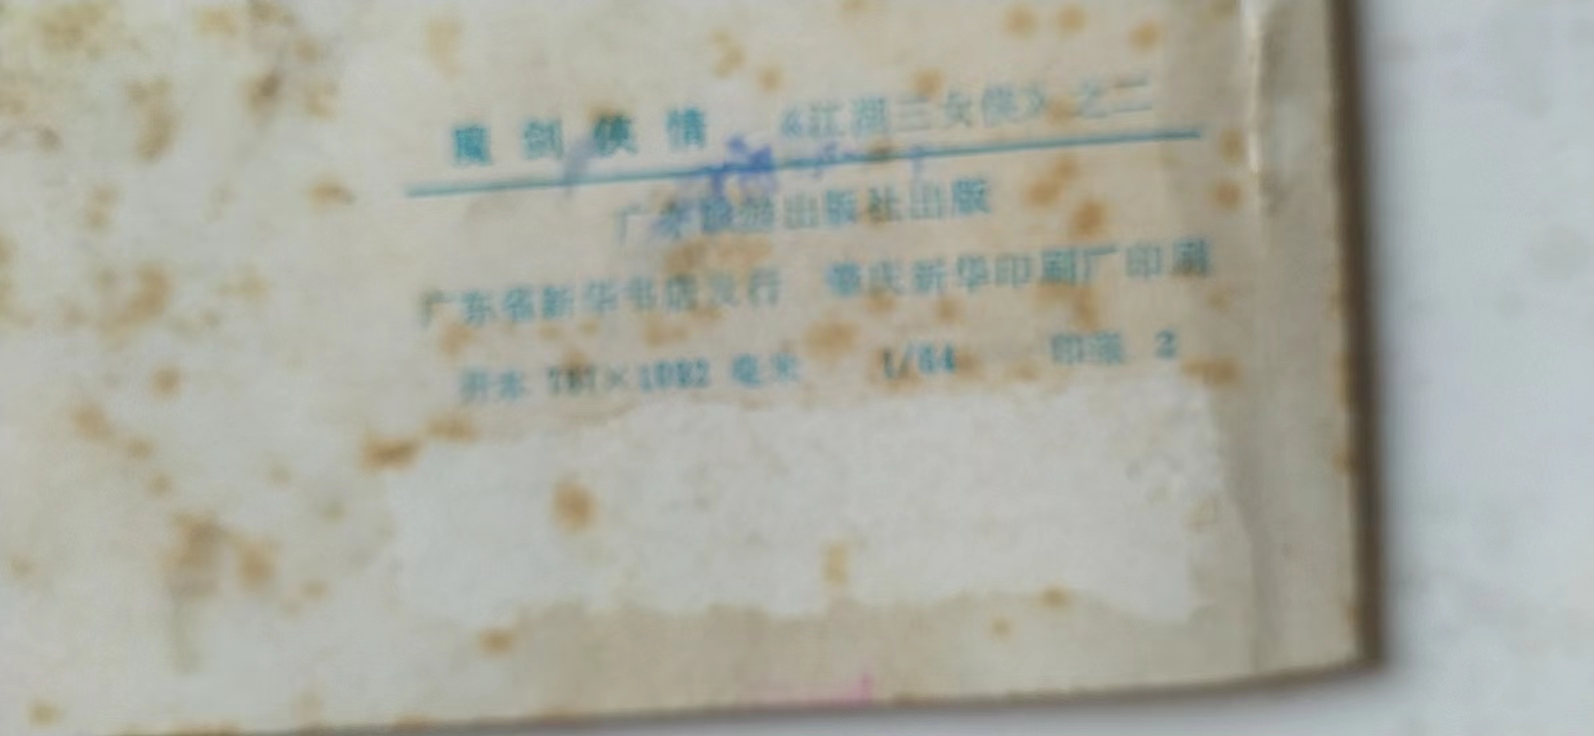 魔剑侠情 《江湖三女侠》之二
广东旅游出版社出版
广东省新华书店发行 肇庆新华印刷厂印刷
开本 787×1092 毫米 1/64 印张 2